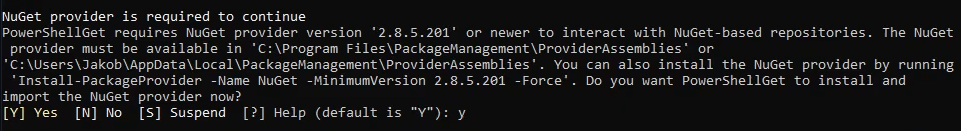 NuGet provider is required to continue
PowerShellGet requires NuGet provider version '2.8.5.201' or newer to interact with NuGet-based repositories. The NuGet
provider must be available in 'C:\Program Files\PackageManagement\ProviderAssemblies' or
'C:\Users\Jakob\AppData\Local\PackageManagement\ProviderAssemblies'. You can also install the NuGet provider by running
'Install-PackageProvider -Name NuGet -MinimumVersion 2.8.5.201 -Force'. Do you want PowerShellGet to install and
import the NuGet provider now?
[Y] Yes  [N] No  [S] Suspend  [?] Help (default is "Y"): y